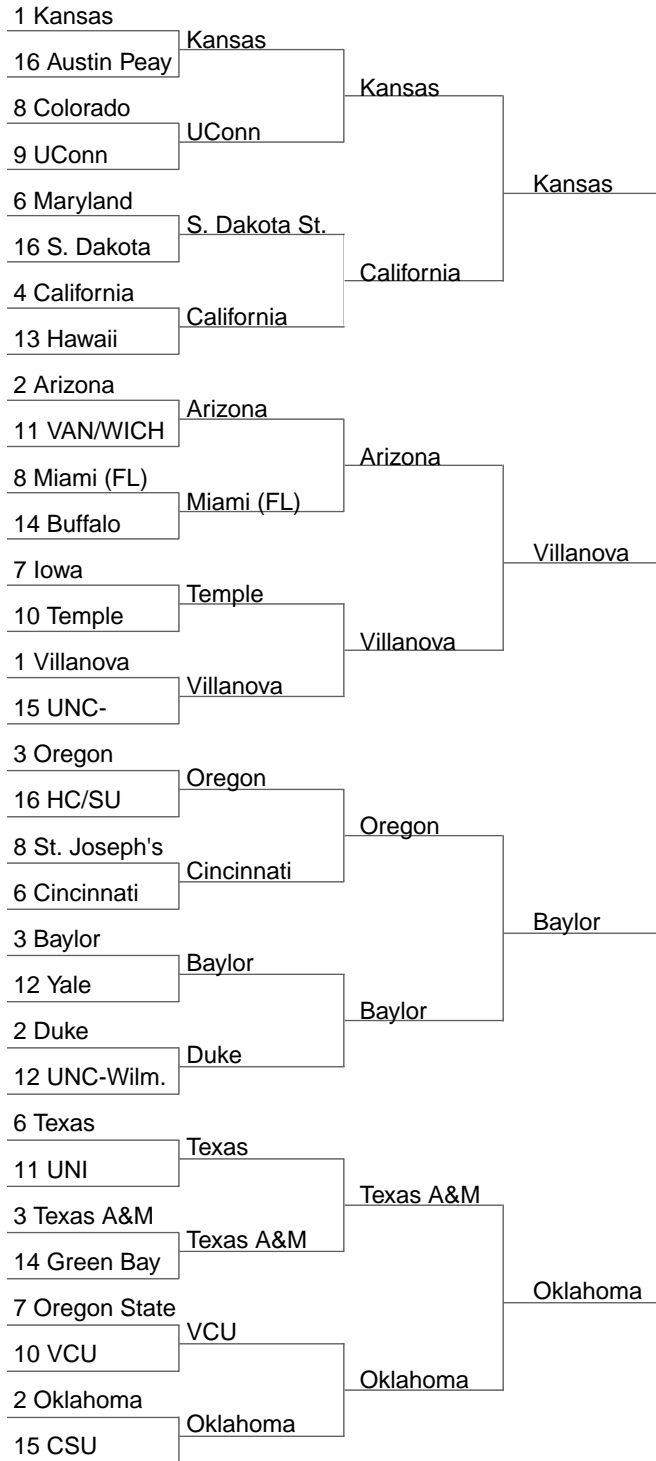 1 Kansas
16 Austin Peay
8 Colorado
9 UConn
6 Maryland
16 S. Dakota
4 California
13 Hawaii
2 Arizona
11 VAN/WICH
8 Miami (FL)
14 Buffalo
7 Iowa
10 Temple
1 Villanova
15 UNC-
3 Oregon
16 HC/SU
8 St. Joseph's
6 Cincinnati
3 Baylor
12 Yale
2 Duke
12 UNC-Wilm.
6 Texas
11 UNI
3 Texas A&M
14 Green Bay
7 Oregon State
10 VCU
2 Oklahoma
15 CSU
Kansas
UConn
S. Dakota St.
California
Arizona
Miami (FL)
Temple
Villanova
Oregon
Cincinnati
Baylor
Duke
Texas
Texas A&M
VCU
Oklahoma
Kansas
California
Arizona
Villanova
Oregon
Baylor
Texas A&M
Oklahoma
Kansas
Villanova
Baylor
Oklahoma